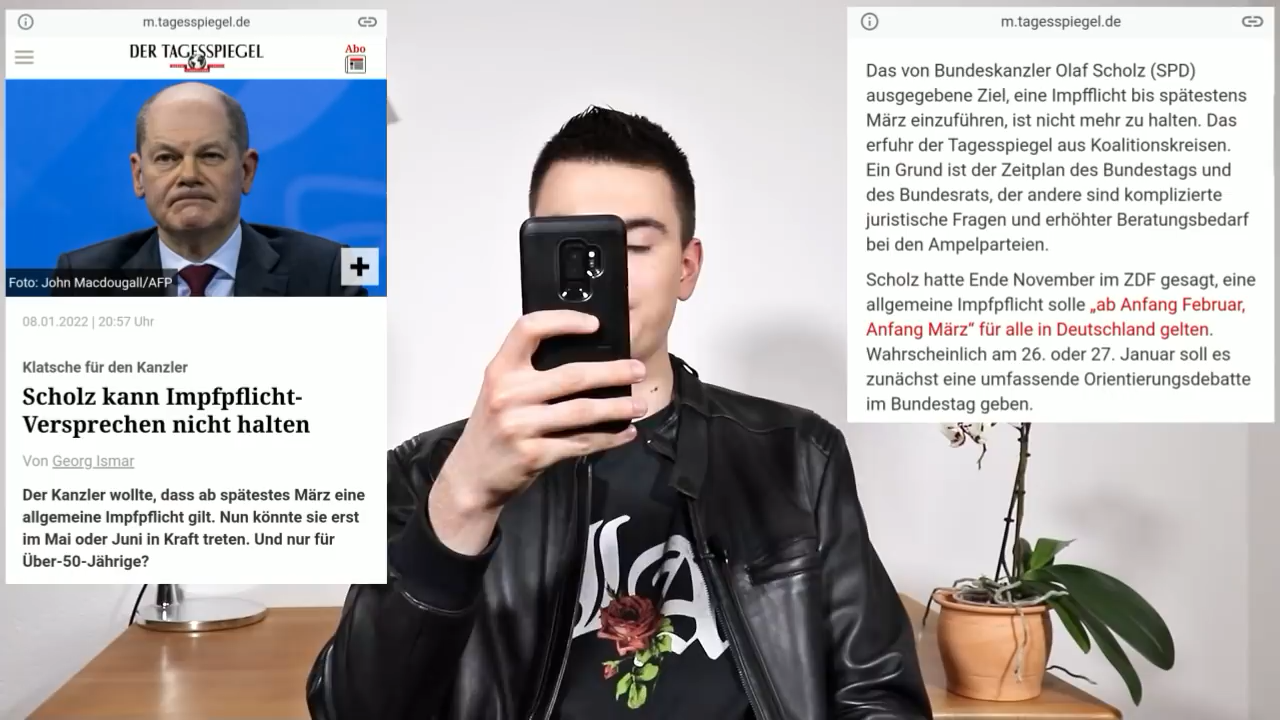 m.tagesspiegel.de
DER TAGESSPIEGEL
Abo
Foto: John Macdougall/AFP
08.01.2022 | 20:57 Uhr
Klatsche für den Kanzler
Scholz kann Impfpflicht-
Versprechen nicht halten
Von Georg Ismar
Der Kanzler wollte, dass ab spätestes März eine
allgemeine Impfpflicht gilt. Nun könnte sie erst
im Mai oder Juni in Kraft treten. Und nur für
Über-50-Jährige?
m.tagesspiegel.de
Das von Bundeskanzler Olaf Scholz (SPD)
ausgegebene Ziel, eine Impfflicht bis spätestens
März einzuführen, ist nicht mehr zu halten. Das
erfuhr der Tagesspiegel aus Koalitionskreisen.
Ein Grund ist der Zeitplan des Bundestags und
des Bundesrats, der andere sind komplizierte
juristische Fragen und erhöhter Beratungsbedarf
bei den Ampelparteien.
Scholz hatte Ende November im ZDF gesagt, eine
allgemeine Impfpflicht solle „ab Anfang Februar,
Anfang März“ für alle in Deutschland gelten.
Wahrscheinlich am 26. oder 27. Januar soll es
zunächst eine umfassende Orientierungsdebatte
im Bundestag geben.